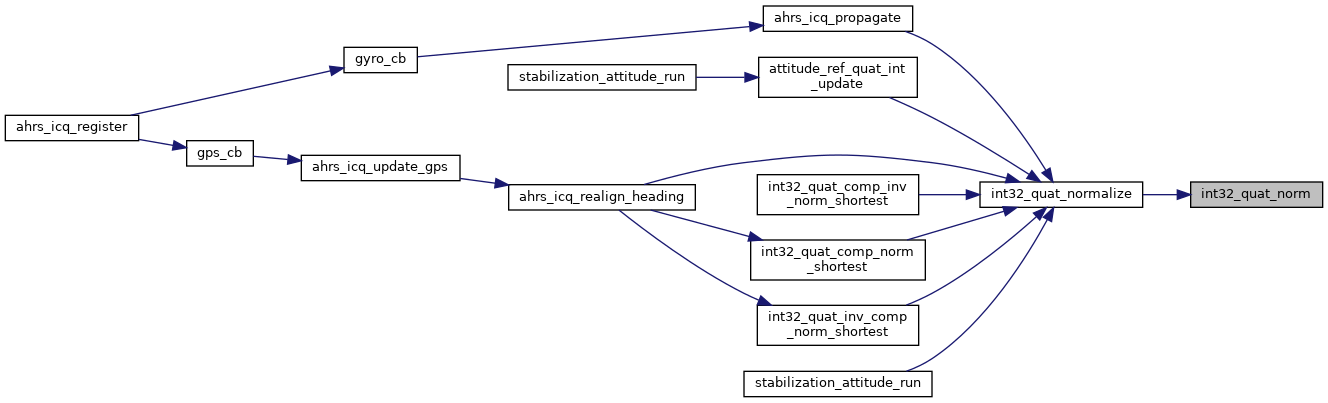 ahrs_icq_propagate
gyro_cb
attitude_ref_quat_int
_update
stabilization_attitude_run
ahrs_icq_register
gps_cb
ahrs_icq_update_gps
ahrs_icq_realign_heading
int32_quat_comp_inv
_norm_shortest
int32_quat_normalize
int32_quat_norm
int32_quat_comp_norm
_shortest
int32_quat_inv_comp
_norm_shortest
stabilization_attitude_run